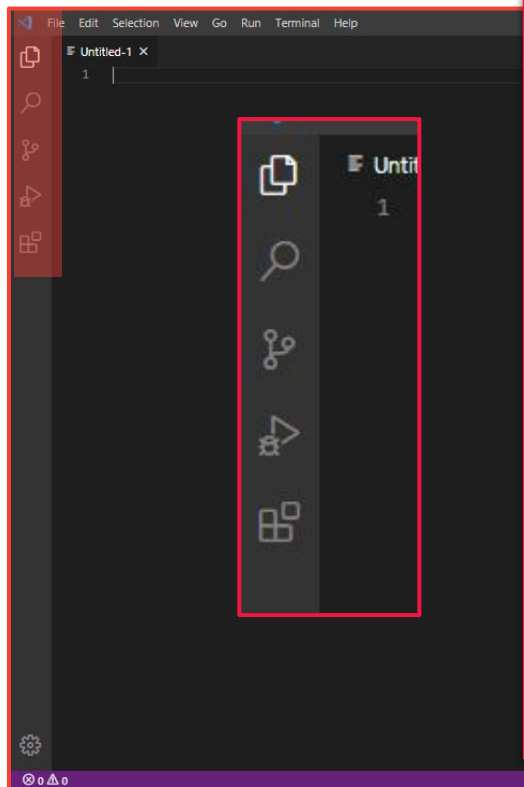 File Edit Selection View Go Run Terminal Help
Untitled-1 ×
1
Untit
1
0 0